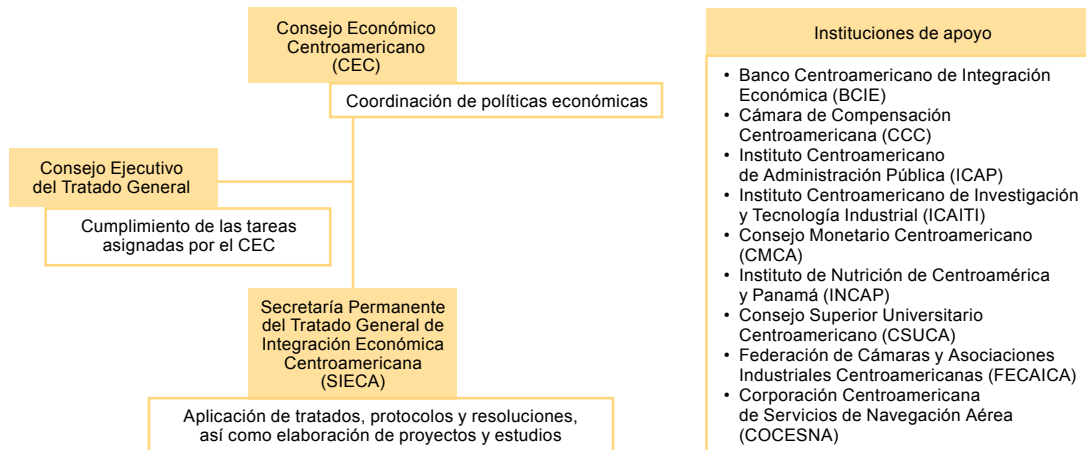 Consejo Económico
Centroamericano
(CEC)
Coordinación de políticas económicas
Consejo Ejecutivo
del Tratado General
Cumplimiento de las tareas
asignadas por el CEC
Secretaría Permanente
del Tratado General de
Integración Económica
Centroamericana
(SIECA)
Aplicación de tratados, protocolos y resoluciones,
así como elaboración de proyectos y estudios
Instituciones de apoyo
• Banco Centroamericano de Integración
Económica (BCIE)
• Cámara de Compensación
Centroamericana (CCC)
• Instituto Centroamericano
de Administración Pública (ICAP)
• Instituto Centroamericano de Investigación
y Tecnología Industrial (ICAITI)
• Consejo Monetario Centroamericano
(CMCA)
• Instituto de Nutrición de Centroamérica
y Panamá (INCAP)
• Consejo Superior Universitario
Centroamericano (CSUCA)
• Federación de Cámaras y Asociaciones
Industriales Centroamericanas (FECAICA)
• Corporación Centroamericana
de Servicios de Navegación Aérea
(COCESNA)